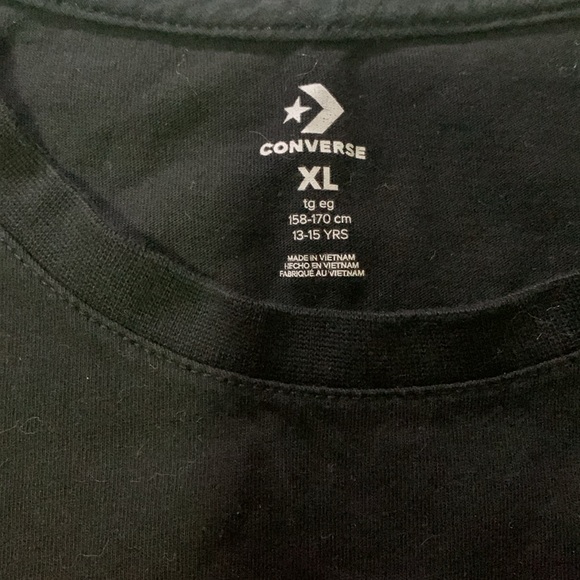 CONVERSE
XL
tg eg
158-170 cm
13-15 YRS
MADE IN VIETNAM
HECHO EN VIETNAM
FABRIQUÉ AU VIETNAM